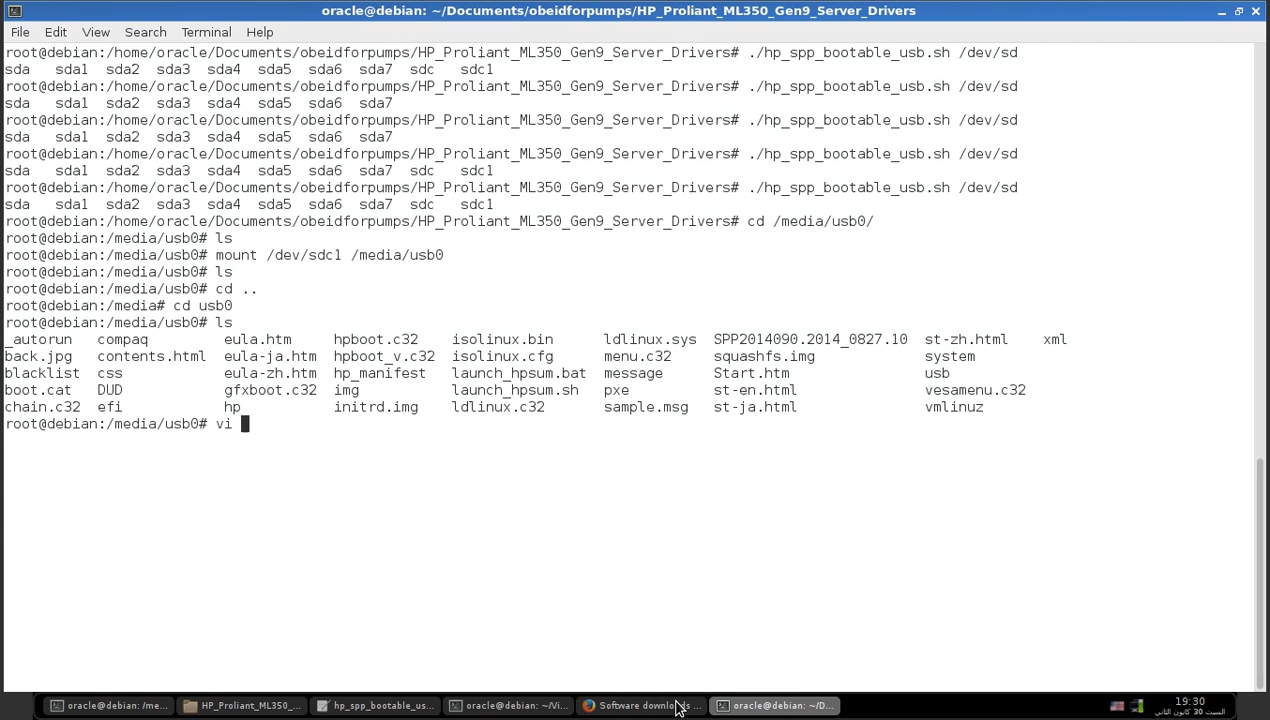 oracle@debian: ~/Documents/obeidforpumps/HP_Proliant_ML350_Gen9_Server_Drivers
File Edit View Search Terminal Help
root@debian:/home/oracle/Documents/obeidforpumps/HP_Proliant_ML350_Gen9_Server_Drivers# ./hp_spp_bootable_usb.sh /dev/sd
sda sda1 sda2 sda3 sda4 sda5 sda6 sda7 sdc sdc1
root@debian:/home/oracle/Documents/obeidforpumps/HP_Proliant_ML350_Gen9_Server_Drivers# ./hp_spp_bootable_usb.sh /dev/sd
sda sda1 sda2 sda3 sda4 sda5 sda6 sda7
root@debian:/home/oracle/Documents/obeidforpumps/HP_Proliant_ML350_Gen9_Server_Drivers# ./hp_spp_bootable_usb.sh /dev/sd
sda sda1 sda2 sda3 sda4 sda5 sda6 sda7
root@debian:/home/oracle/Documents/obeidforpumps/HP_Proliant_ML350_Gen9_Server_Drivers# ./hp_spp_bootable_usb.sh /dev/sd
sda sda1 sda2 sda3 sda4 sda5 sda6 sda7 sdc sdc1
root@debian:/home/oracle/Documents/obeidforpumps/HP_Proliant_ML350_Gen9_Server_Drivers# ./hp_spp_bootable_usb.sh /dev/sd
sda sda1 sda2 sda3 sda4 sda5 sda6 sda7 sdc sdc1
root@debian:/home/oracle/Documents/obeidforpumps/HP_Proliant_ML350_Gen9_Server_Drivers# cd /media/usb0/
root@debian:/media/usb0# ls
root@debian:/media/usb0# mount /dev/sdc1 /media/usb0
root@debian:/media/usb0# ls
root@debian:/media/usb0# cd ..
root@debian:/media# cd usb0
root@debian:/media/usb0# ls
_autorun compaq eula.htm hpboot.c32 isolinux.bin ldlinux.sys SPP2014090.2014_0827.10 st-zh.html xml
back.jpg contents.html eula-ja.htm hpboot_v.c32 isolinux.cfg menu.c32 squashfs.img system
blacklist css eula-zh.htm hp_manifest launch_hpsum.bat message Start.htm usb
boot.cat DUD gfxboot.c32 img launch_hpsum.sh pxe st-en.html vesamenu.c32
chain.c32 efi hp initrd.img ldlinux.c32 sample.msg st-ja.html vmlinuz
root@debian:/media/usb0# vi
oracle@debian: /me... HP_Proliant_ML350_... hp_spp_bootable_us... oracle@debian: ~/Vi... Software downloads ... oracle@debian: ~/D... 19:30
السبت 30 كانون الثاني